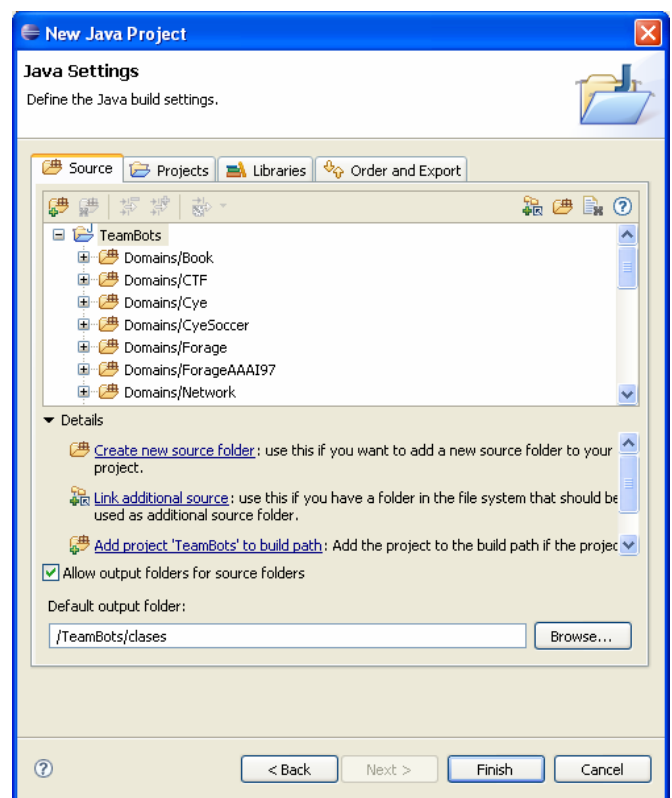 New Java Project
Java Settings
Define the Java build settings.
Source Projects Libraries Order and Export
TeamBots
Domains/Book
Domains/CTF
Domains/Cye
Domains/CyeSoccer
Domains/Forage
Domains/ForageAAAI97
Domains/Network
Details
Create new source folder: use this if you want to add a new source folder to your
project.
Link additional source: use this if you have a folder in the file system that should be
used as additional source folder.
Add project 'TeamBots' to build path: Add the project to the build path if the projec
Allow output folders for source folders
Default output folder:
/TeamBots/clases Browse...
< Back Next > Finish Cancel